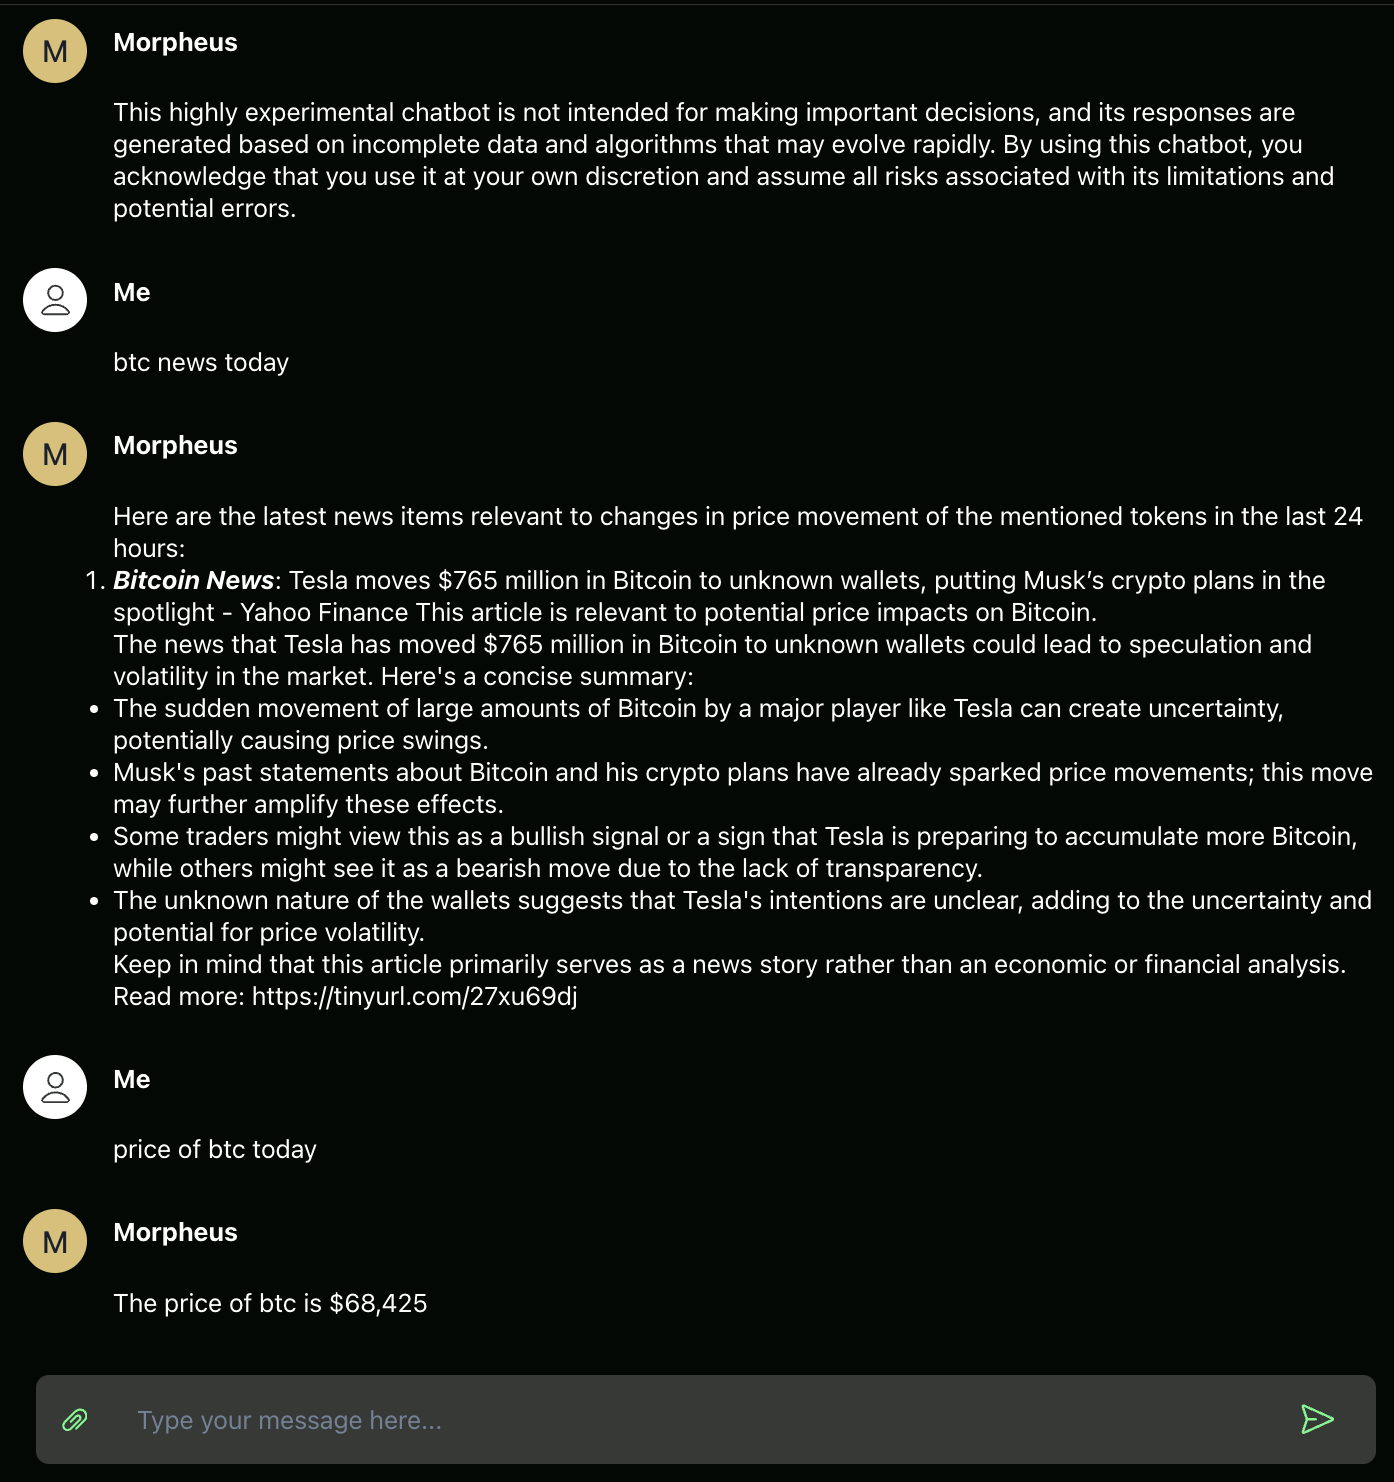 M
Morpheus
This highly experimental chatbot is not intended for making important decisions, and its responses are
generated based on incomplete data and algorithms that may evolve rapidly. By using this chatbot, you
acknowledge that you use it at your own discretion and assume all risks associated with its limitations and
potential errors.
Me
btc news today
M
Morpheus
Here are the latest news items relevant to changes in price movement of the mentioned tokens in the last 24
hours:
1. Bitcoin News: Tesla moves $765 million in Bitcoin to unknown wallets, putting Musk’s crypto plans in the
spotlight - Yahoo Finance This article is relevant to potential price impacts on Bitcoin.
The news that Tesla has moved $765 million in Bitcoin to unknown wallets could lead to speculation and
volatility in the market. Here's a concise summary:
• The sudden movement of large amounts of Bitcoin by a major player like Tesla can create uncertainty,
potentially causing price swings.
• Musk's past statements about Bitcoin and his crypto plans have already sparked price movements; this move
may further amplify these effects.
• Some traders might view this as a bullish signal or a sign that Tesla is preparing to accumulate more Bitcoin,
while others might see it as a bearish move due to the lack of transparency.
• The unknown nature of the wallets suggests that Tesla's intentions are unclear, adding to the uncertainty and
potential for price volatility.
Keep in mind that this article primarily serves as a news story rather than an economic or financial analysis.
Read more: https://tinyurl.com/27xu69dj
Me
price of btc today
M
Morpheus
The price of btc is $68,425
Type your message here...